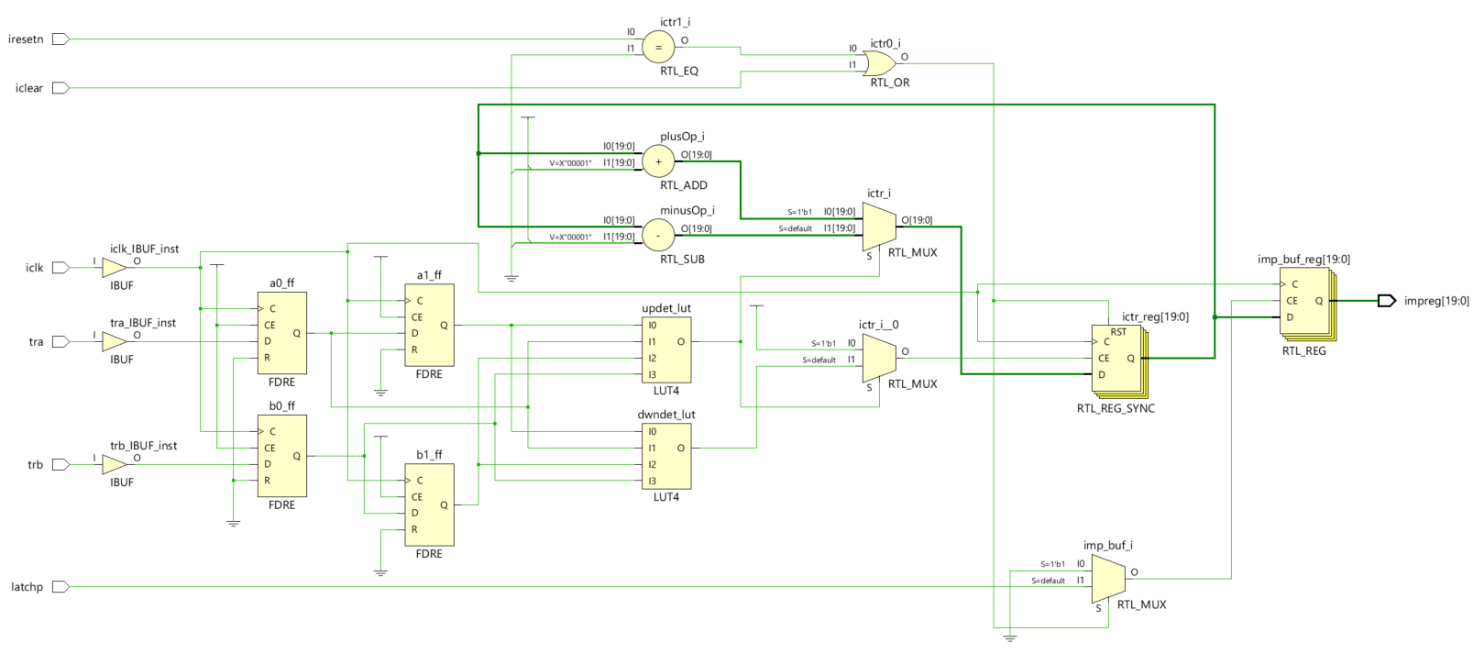 iresetn
iclear
ictr1_i
I0
I1
=
O
RTL_EQ
ictr0_i
I0
I1
O
RTL_OR
plusOp_i
I0[19:0]
V=X"00001" I1[19:0]
+
O[19:0]
RTL_ADD
minusOp_i
I0[19:0]
V=X"00001" I1[19:0]
-
O[19:0]
RTL_SUB
ictr_i
S=1'b1 I0[19:0]
S=default I1[19:0]
O[19:0]
S
RTL_MUX
iclk
iclk_IBUF_inst
I
O
IBUF
tra
tra_IBUF_inst
I
O
IBUF
trb
trb_IBUF_inst
I
O
IBUF
a0_ff
C
CE
D
R
Q
FDRE
b0_ff
C
CE
D
R
Q
FDRE
a1_ff
C
CE
D
R
Q
FDRE
b1_ff
C
CE
D
R
Q
FDRE
updet_lut
I0
I1
I2
I3
O
LUT4
dwndet_lut
I0
I1
I2
I3
O
LUT4
ictr_i__0
S=1'b1 I0
S=default I1
O
S
RTL_MUX
ictr_reg[19:0]
RST
C
CE
D
Q
RTL_REG_SYNC
imp_buf_reg[19:0]
C
CE
D
Q
RTL_REG
impreg[19:0]
latchp
imp_buf_i
S=1'b1 I0
S=default I1
O
S
RTL_MUX